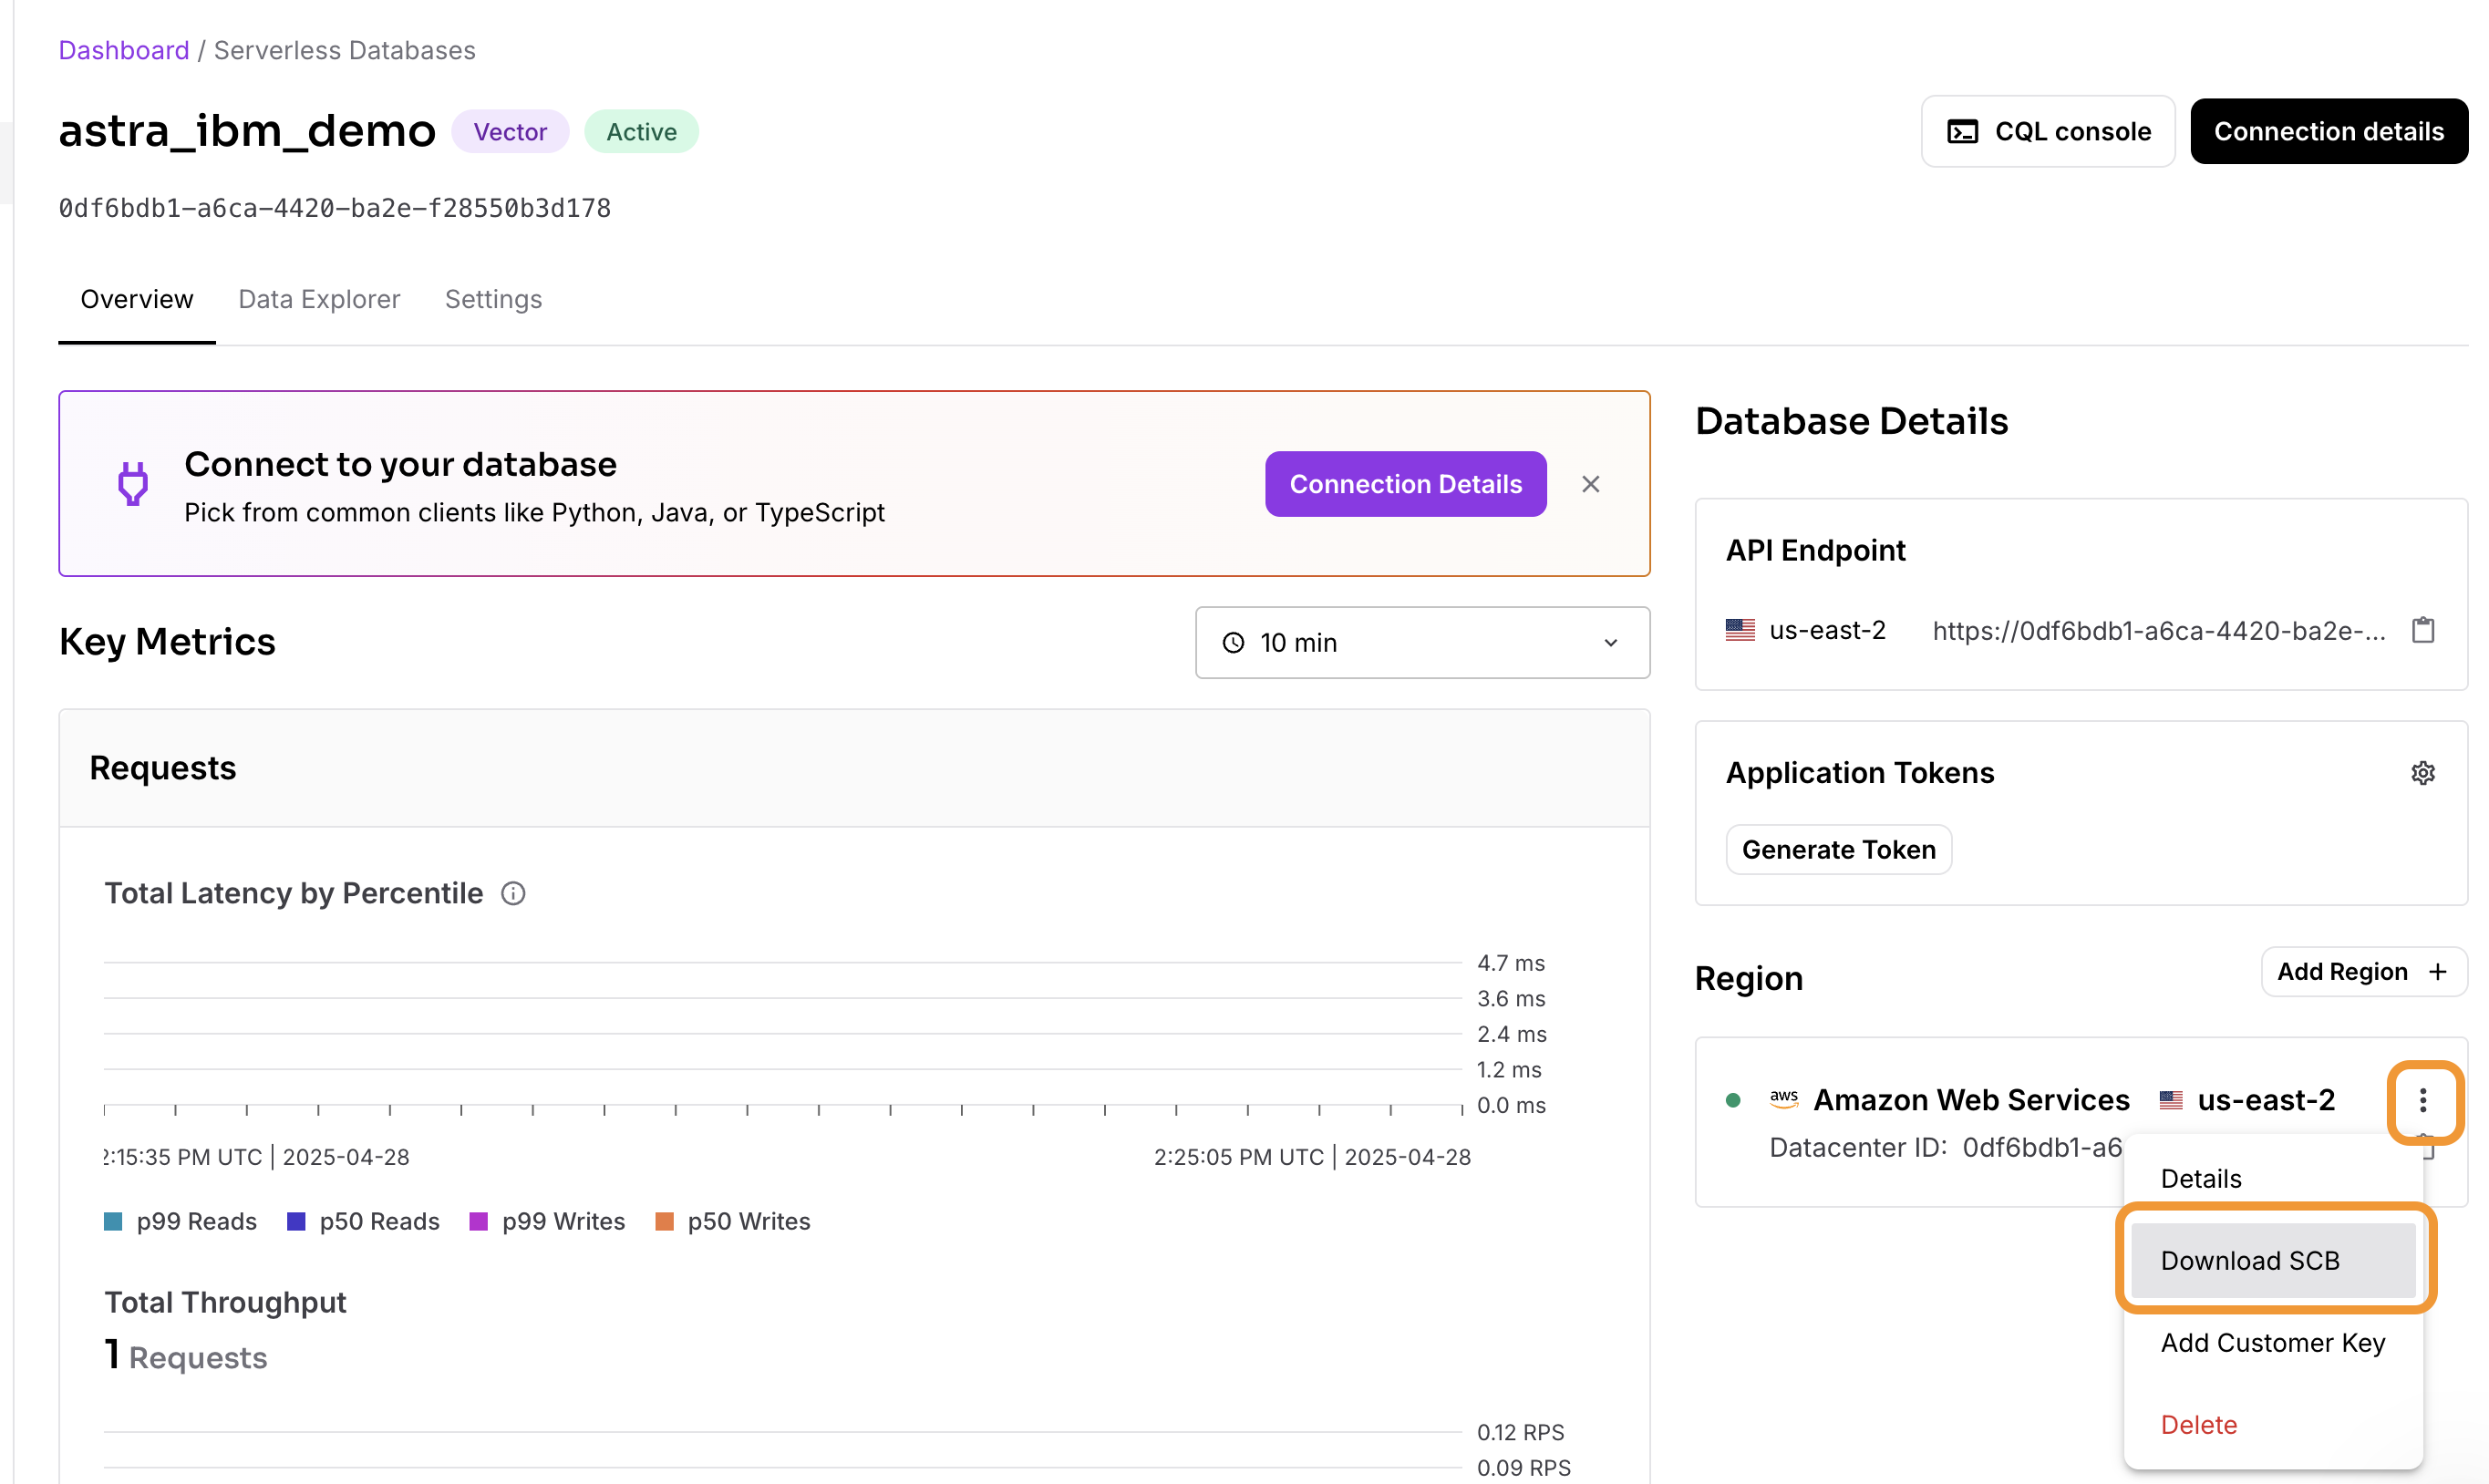 Dashboard / Serverless Databases
astra_ibm_demo Vector Active
CQL console
Connection details
0df6bdb1-a6ca-4420-ba2e-f28550b3d178
Overview Data Explorer Settings
Connect to your database
Pick from common clients like Python, Java, or TypeScript
Connection Details
Key Metrics
10 min
Requests
Total Latency by Percentile
4.7 ms
3.6 ms
2.4 ms
1.2 ms
0.0 ms
2:15:35 PM UTC | 2025-04-28
2:25:05 PM UTC | 2025-04-28
p99 Reads p50 Reads p99 Writes p50 Writes
Total Throughput
1 Requests
0.12 RPS
0.09 RPS
Database Details
API Endpoint
us-east-2 https://0df6bdb1-a6ca-4420-ba2e-...
Application Tokens
Generate Token
Region
Add Region +
aws Amazon Web Services us-east-2
Datacenter ID: 0df6bdb1-a6
Details
Download SCB
Add Customer Key
Delete